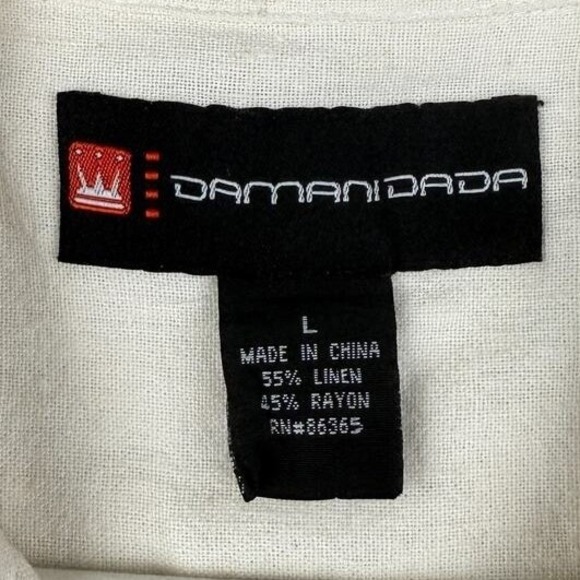 DAMANIDADA
L
MADE IN CHINA
55% LINEN
45% RAYON
RN#86365